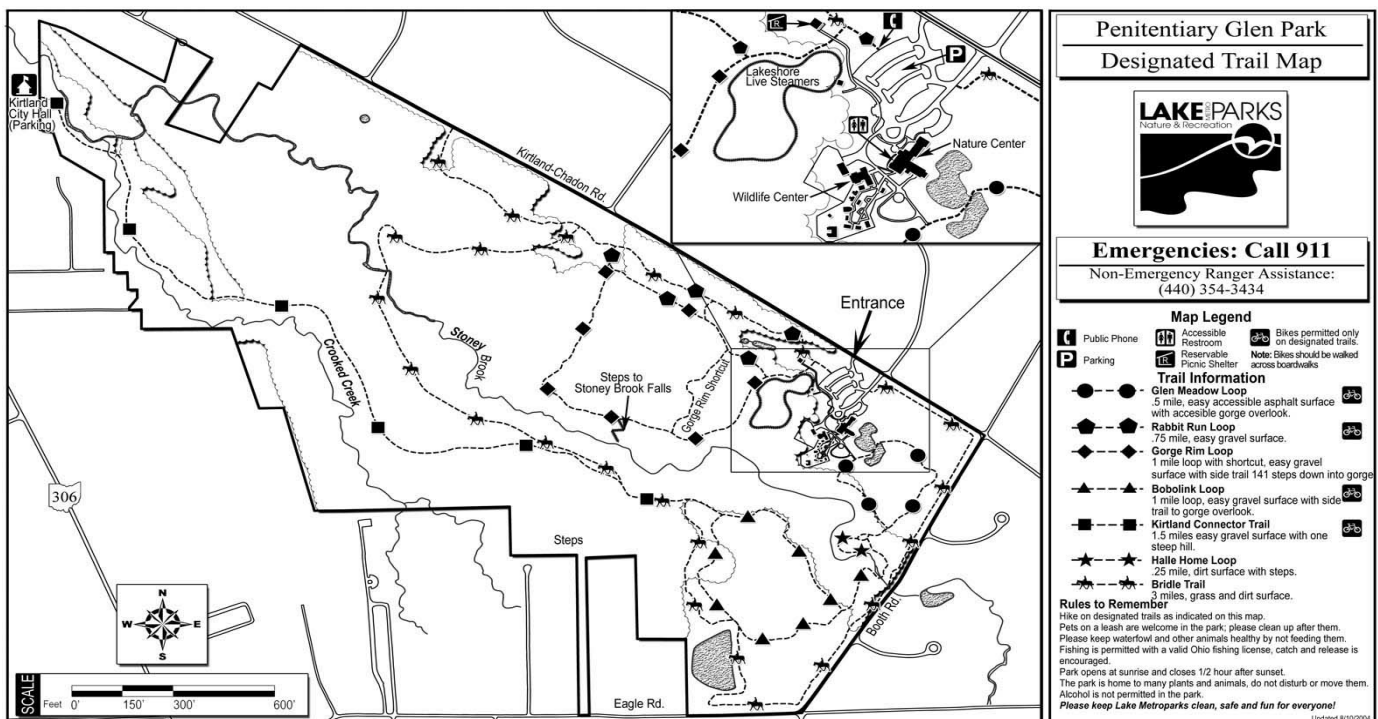 Penitentiary Glen Park
Designated Trail Map
LAKE METRO PARKS
Nature & Recreation
Emergencies: Call 911
Non-Emergency Ranger Assistance:
(440) 354-3434
Map Legend
Public Phone
Accessible
Restroom
Bikes permitted only
on designated trails.
P
Parking
Reservable
Picnic Shelter
Note: Bikes should be walked
across boardwalks
Trail Information
Glen Meadow Loop
.5 mile, easy accessible asphalt surface
with accesible gorge overlook.
Rabbit Run Loop
.75 mile, easy gravel surface.
Gorge Rim Loop
1 mile loop with shortcut, easy gravel
surface with side trail 141 steps down into gorge
Bobolink Loop
1 mile loop, easy gravel surface with side
trail to gorge overlook.
Kirtland Connector Trail
1.5 miles easy gravel surface with one
steep hill.
Halle Home Loop
.25 mile, dirt surface with steps.
Bridle Trail
3 miles, grass and dirt surface.
Rules to Remember
Hike on designated trails as indicated on this map.
Pets on a leash are welcome in the park; please clean up after them.
Please keep waterfowl and other animals healthy by not feeding them.
Fishing is permitted with a valid Ohio fishing license, catch and release is
encouraged.
Park opens at sunrise and closes 1/2 hour after sunset.
The park is home to many plants and animals, do not disturb or move them.
Alcohol is not permitted in the park.
Please keep Lake Metroparks clean, safe and fun for everyone!
Updated 8/10/2004
Kirtland
City Hall
(Parking)
Kirtland-Chadon Rd.
Lakeshore
Live Steamers
P
Nature Center
Wildlife Center
Entrance
Crooked Creek
Stoney Brook
Steps to
Stoney Brook Falls
Gorge Rim Shortcut
306
Steps
Booth Rd.
Eagle Rd.
N
W E
S
SCALE
Feet 0' 150' 300' 600'